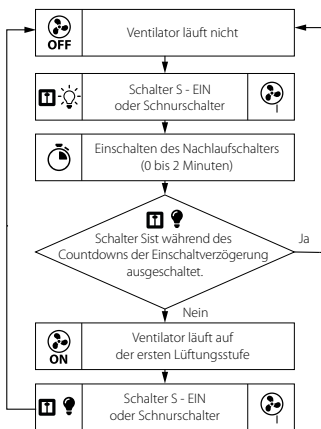 OFF
Ventilator läuft nicht
Schalter S - EIN
oder Schnurschalter
Einschalten des Nachlaufschalters
(0 bis 2 Minuten)
Schalter Sist während des
Countdowns der Einschaltverzögerung
ausgeschaltet.
Ja
Nein
ON
Ventilator läuft auf
der ersten Lüftungsstufe
Schalter S - EIN
oder Schnurschalter